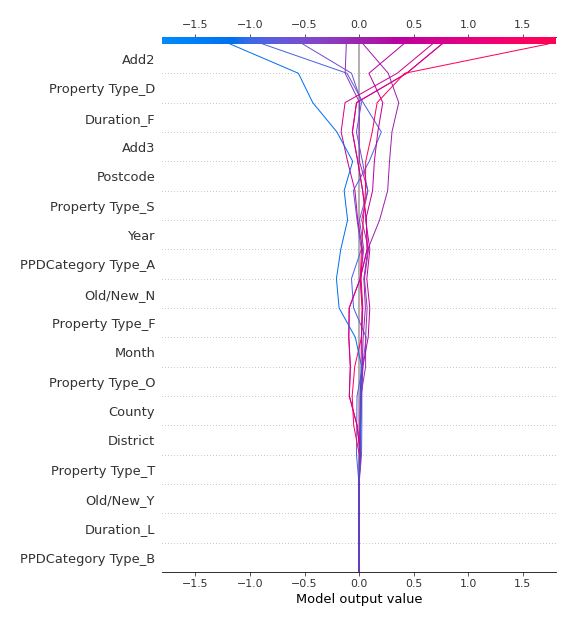 −1.5 −1.0 −0.5 0.0 0.5 1.0 1.5
Add2
Property Type_D
Duration_F
Add3
Postcode
Property Type_S
Year
PPDCategory Type_A
Old/New_N
Property Type_F
Month
Property Type_O
County
District
Property Type_T
Old/New_Y
Duration_L
PPDCategory Type_B
−1.5 −1.0 −0.5 0.0 0.5 1.0 1.5
Model output value